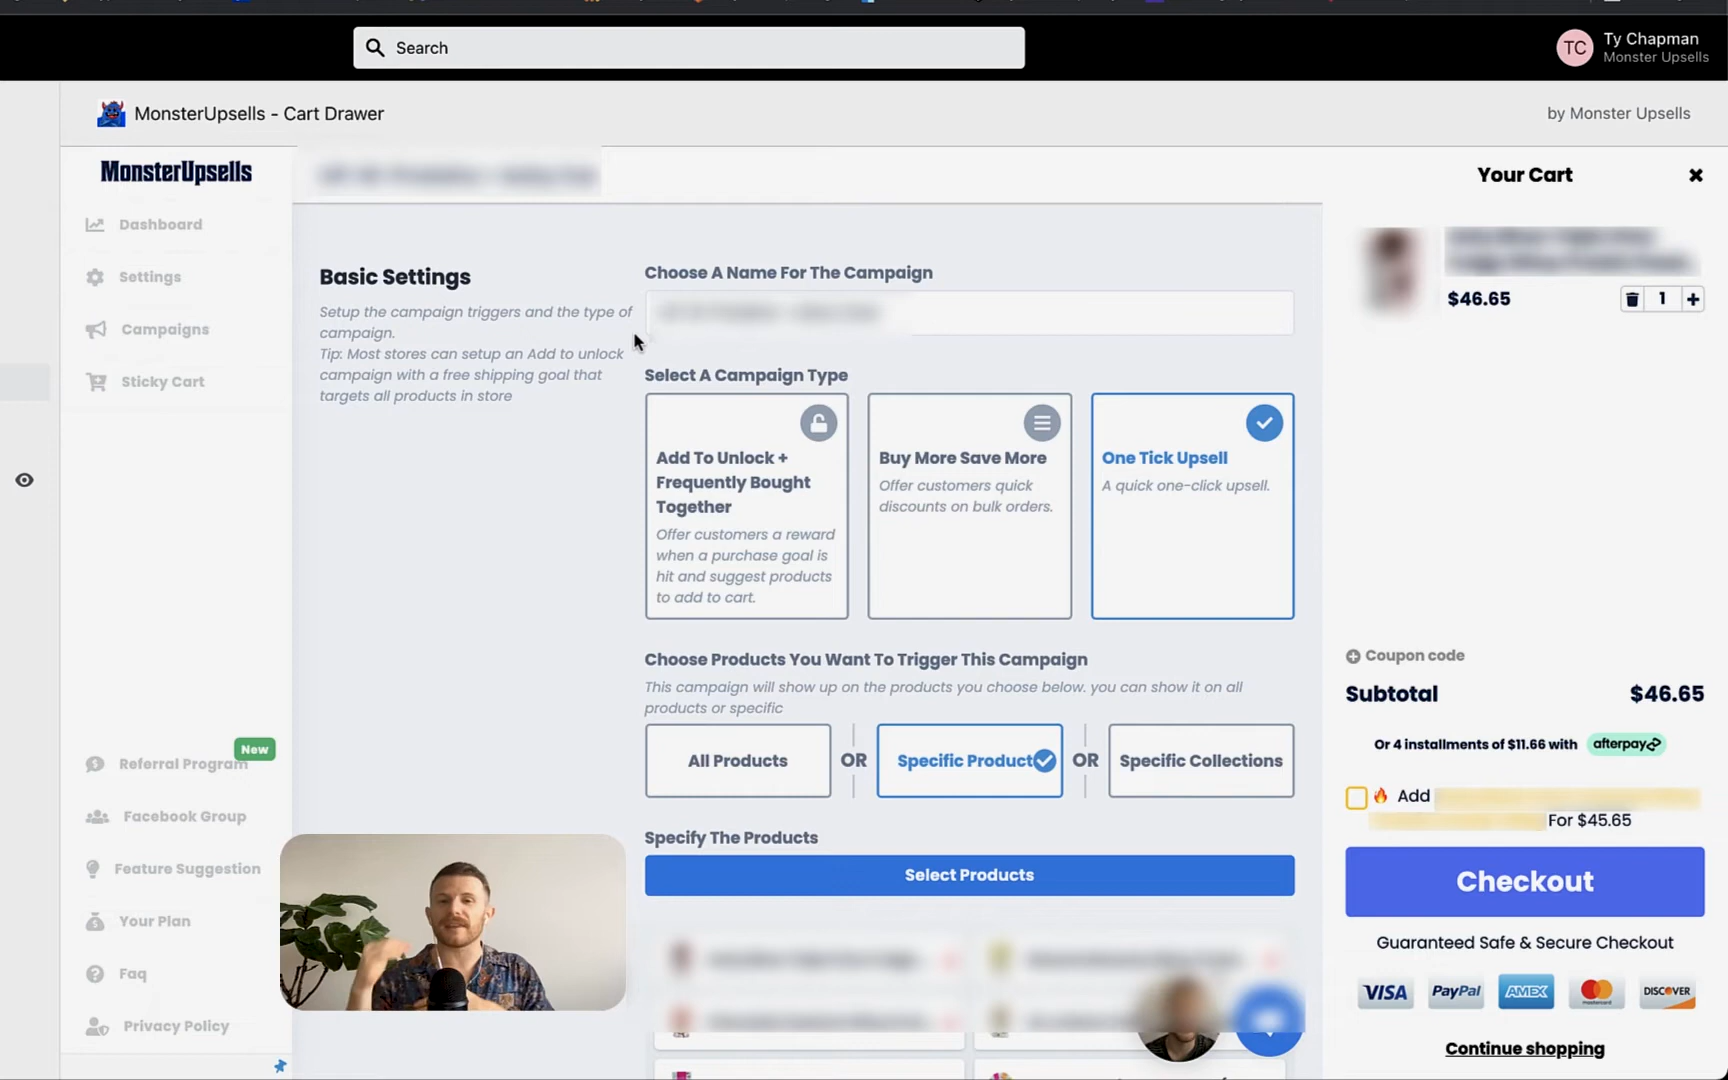 Search
TC
Ty Chapman
Monster Upsells
MonsterUpsells - Cart Drawer
by Monster Upsells
MonsterUpsells
Dashboard
Settings
Campaigns
Sticky Cart
New
Referral Program
Facebook Group
Feature Suggestion
Your Plan
Faq
Privacy Policy
Basic Settings
Setup the campaign triggers and the type of
campaign.
Tip: Most stores can setup an Add to unlock
campaign with a free shipping goal that
targets all products in store
Choose A Name For The Campaign
Select A Campaign Type
Add To Unlock +
Frequently Bought
Together
Offer customers a reward
when a purchase goal is
hit and suggest products
to add to cart.
Buy More Save More
Offer customers quick
discounts on bulk orders.
One Tick Upsell
A quick one-click upsell.
Choose Products You Want To Trigger This Campaign
This campaign will show up on the products you choose below. you can show it on all
products or specific
All Products
OR
Specific Product
OR
Specific Collections
Specify The Products
Select Products
Your Cart
$46.65
1
Coupon code
Subtotal $46.65
Or 4 installments of $11.66 with afterpay
Add
For $45.65
Checkout
Guaranteed Safe & Secure Checkout
VISA PayPal AMEX mastercard DISCOVER
Continue shopping